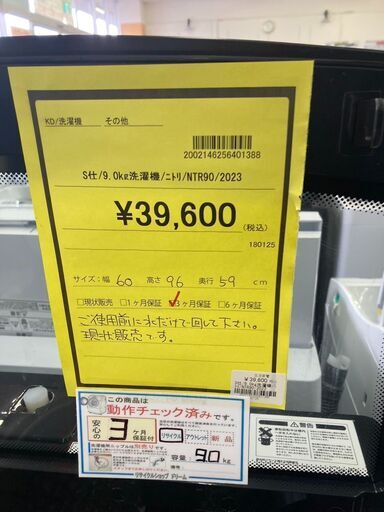 KD/洗濯機 その他
2002146256401388
S仕/9.0kg洗濯機/ニトリ/NTR90/2023
¥39,600
(税込)
180125
サイズ:幅 60 高さ 96 奥行 59 cm
□現状販売 □1ヶ月保証 ☑3ヶ月保証 □6ヶ月保証
ご使用前に水だけで回して下さい。
現状販売です。
¥39,600
この商品は
動作チェック済みです。
安心の 3 ヶ月保証付
リサイクル アウトレット 新品
容量 9.0 kg
リサイクルショップ ドリーム
警告